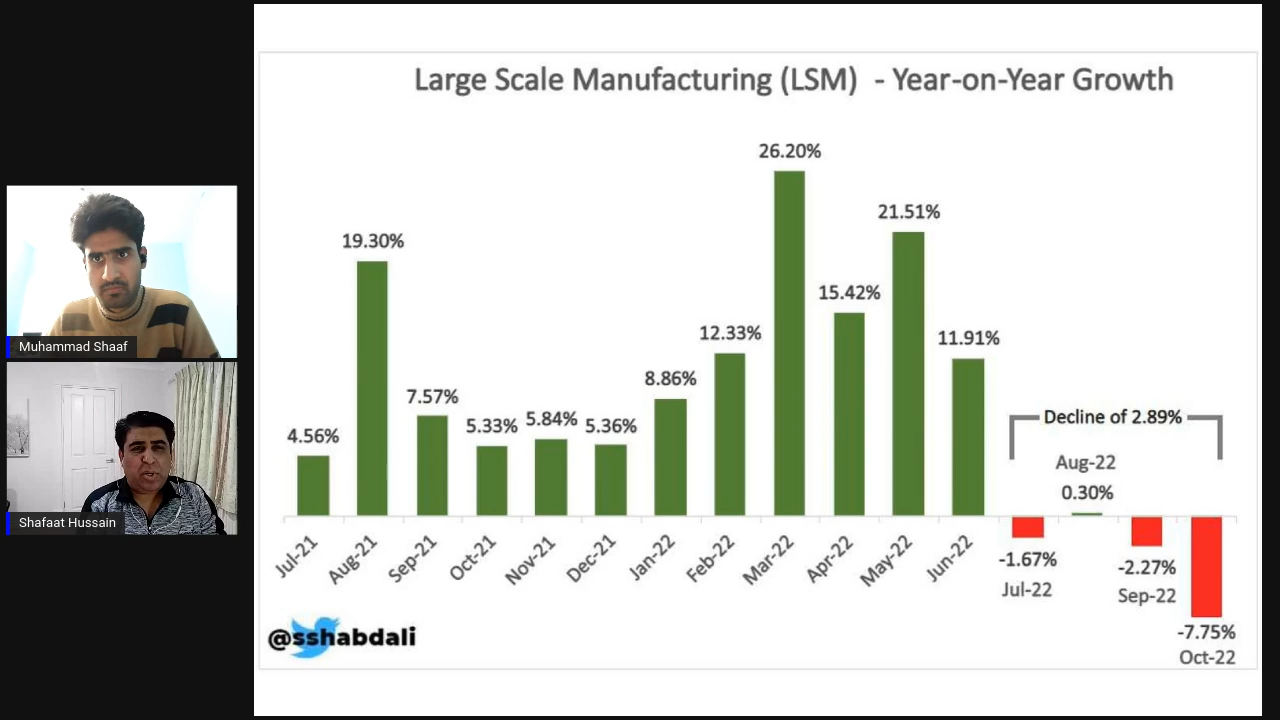 Large Scale Manufacturing (LSM) - Year-on-Year Growth
26.20%
21.51%
19.30%
15.42%
12.33%
11.91%
8.86%
7.57%
5.33% 5.84% 5.36%
4.56%
Decline of 2.89%
Aug-22
0.30%
Jul-21 Aug-21 Sep-21 Oct-21 Nov-21 Dec-21 Jan-22 Feb-22 Mar-22 Apr-22 May-22 Jun-22
-1.67%
Jul-22
-2.27%
Sep-22
-7.75%
Oct-22
@sshabdali
Muhammad Shaaf
Shafaat Hussain